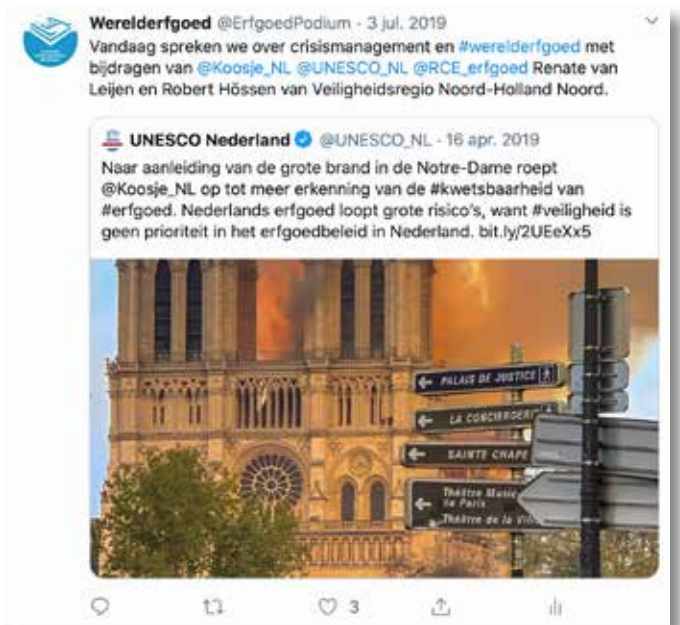 Werelderfgoed @ErfgoedPodium · 3 jul. 2019
Vandaag spreken we over crisismanagement en #werelderfgoed met
bijdragen van @Koosje_NL @UNESCO_NL @RCE_erfgoed Renate van
Leijen en Robert Hössen van Veiligheidsregio Noord-Holland Noord.
UNESCO Nederland @UNESCO_NL · 16 apr. 2019
Naar aanleiding van de grote brand in de Notre-Dame roept
@Koosje_NL op tot meer erkenning van de #kwetsbaarheid van
#erfgoed. Nederlands erfgoed loopt grote risico's, want #veiligheid is
geen prioriteit in het erfgoedbeleid in Nederland. bit.ly/2UEeXx5
PALAIS DE JUSTICE
LA CONCIERGERIE
SAINTE CHAPE
Théâtre Music
de Paris
Théâtre de la Ville
3